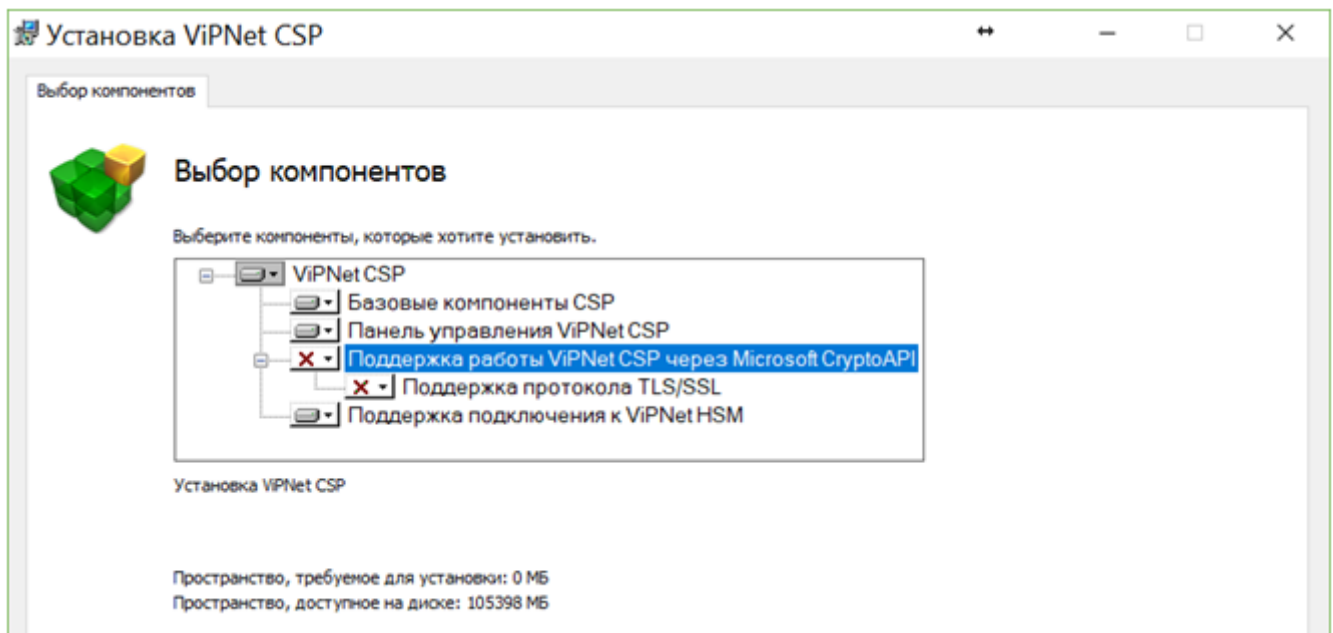 Установка ViPNet CSP
Выбор компонентов
Выбор компонентов
Выберите компоненты, которые хотите установить.
ViPNet CSP
Базовые компоненты CSP
Панель управления ViPNet CSP
Поддержка работы ViPNet CSP через Microsoft CryptoAPI
Поддержка протокола TLS/SSL
Поддержка подключения к ViPNet HSM
Установка ViPNet CSP
Пространство, требуемое для установки: 0 МБ
Пространство, доступное на диске: 105398 МБ